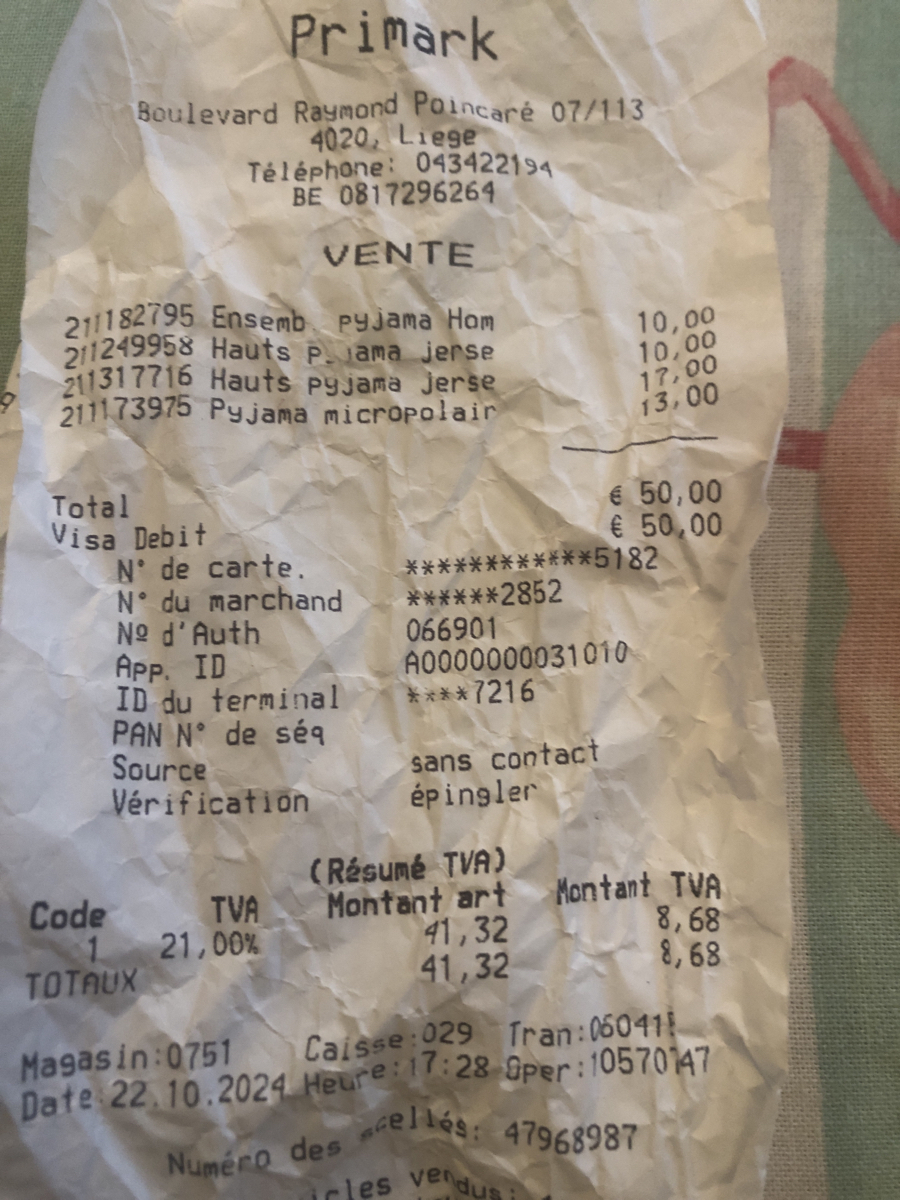 Primark
Boulevard Raymond Poincaré 07/113
4020, Liege
Téléphone: 043422194
BE 0817296264
VENTE
211182795 Ensemb. pyjama Hom 10,00
211249958 Hauts p jama jerse 10,00
211317716 Hauts pyjama jerse 17,00
211173975 Pyjama micropolair 13,00
Total € 50,00
Visa Debit € 50,00
N° de carte. ************5182
N° du marchand ******2852
Nº d'Auth 066901
App. ID A0000000031010
ID du terminal ****7216
PAN N° de séq
Source sans contact
Vérification épingler
(Résumé TVA)
Code TVA Montant art Montant TVA
1 21,00% 41,32 8,68
TOTAUX 41,32 8,68
Magasin:0751 Caisse:029 Tran:
Date:22.10.2024 Heure:17:28 Oper:10570147
Numéro des scellés: 47968987